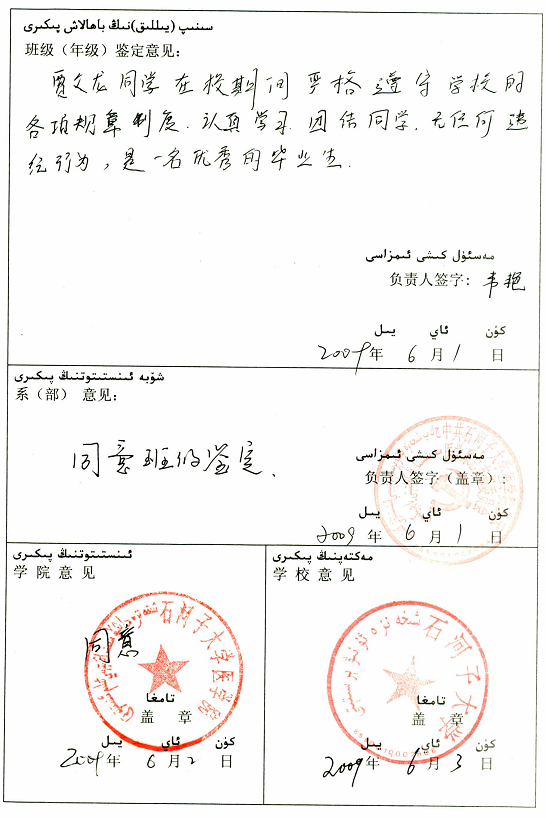 سىنىپ (يىللىق)نىڭ باھالاش پىكىرى
班级（年级）鉴定意见：
贾文龙同学在校期间严格遵守学校的
各项规章制度.认真学习.团结同学.无任何违
纪行为，是一名优秀的毕业生.
مەسئۇل كىشى ئىمزاسى
负责人签字：韦艳
يىل ئاي كۈن
2009年 6月1日
شۆبە ئىنستىتوتنىڭ پىكىرى
系（部）意见：
同意班级鉴定.
مەسئۇل كىشى ئىمزاسى
负责人签字（盖章）：
يىل ئاي كۈن
2009年 6月1日
ئىنستىتوتنىڭ پىكىرى
学院意见
石河子大学医学院
同意
تامغا
盖 章
يىل ئاي كۈن
2009年 6月2日
مەكتەپنىڭ پىكىرى
学校意见
石河子大学
تامغا
盖 章
يىل ئاي كۈن
2009年 6月3日